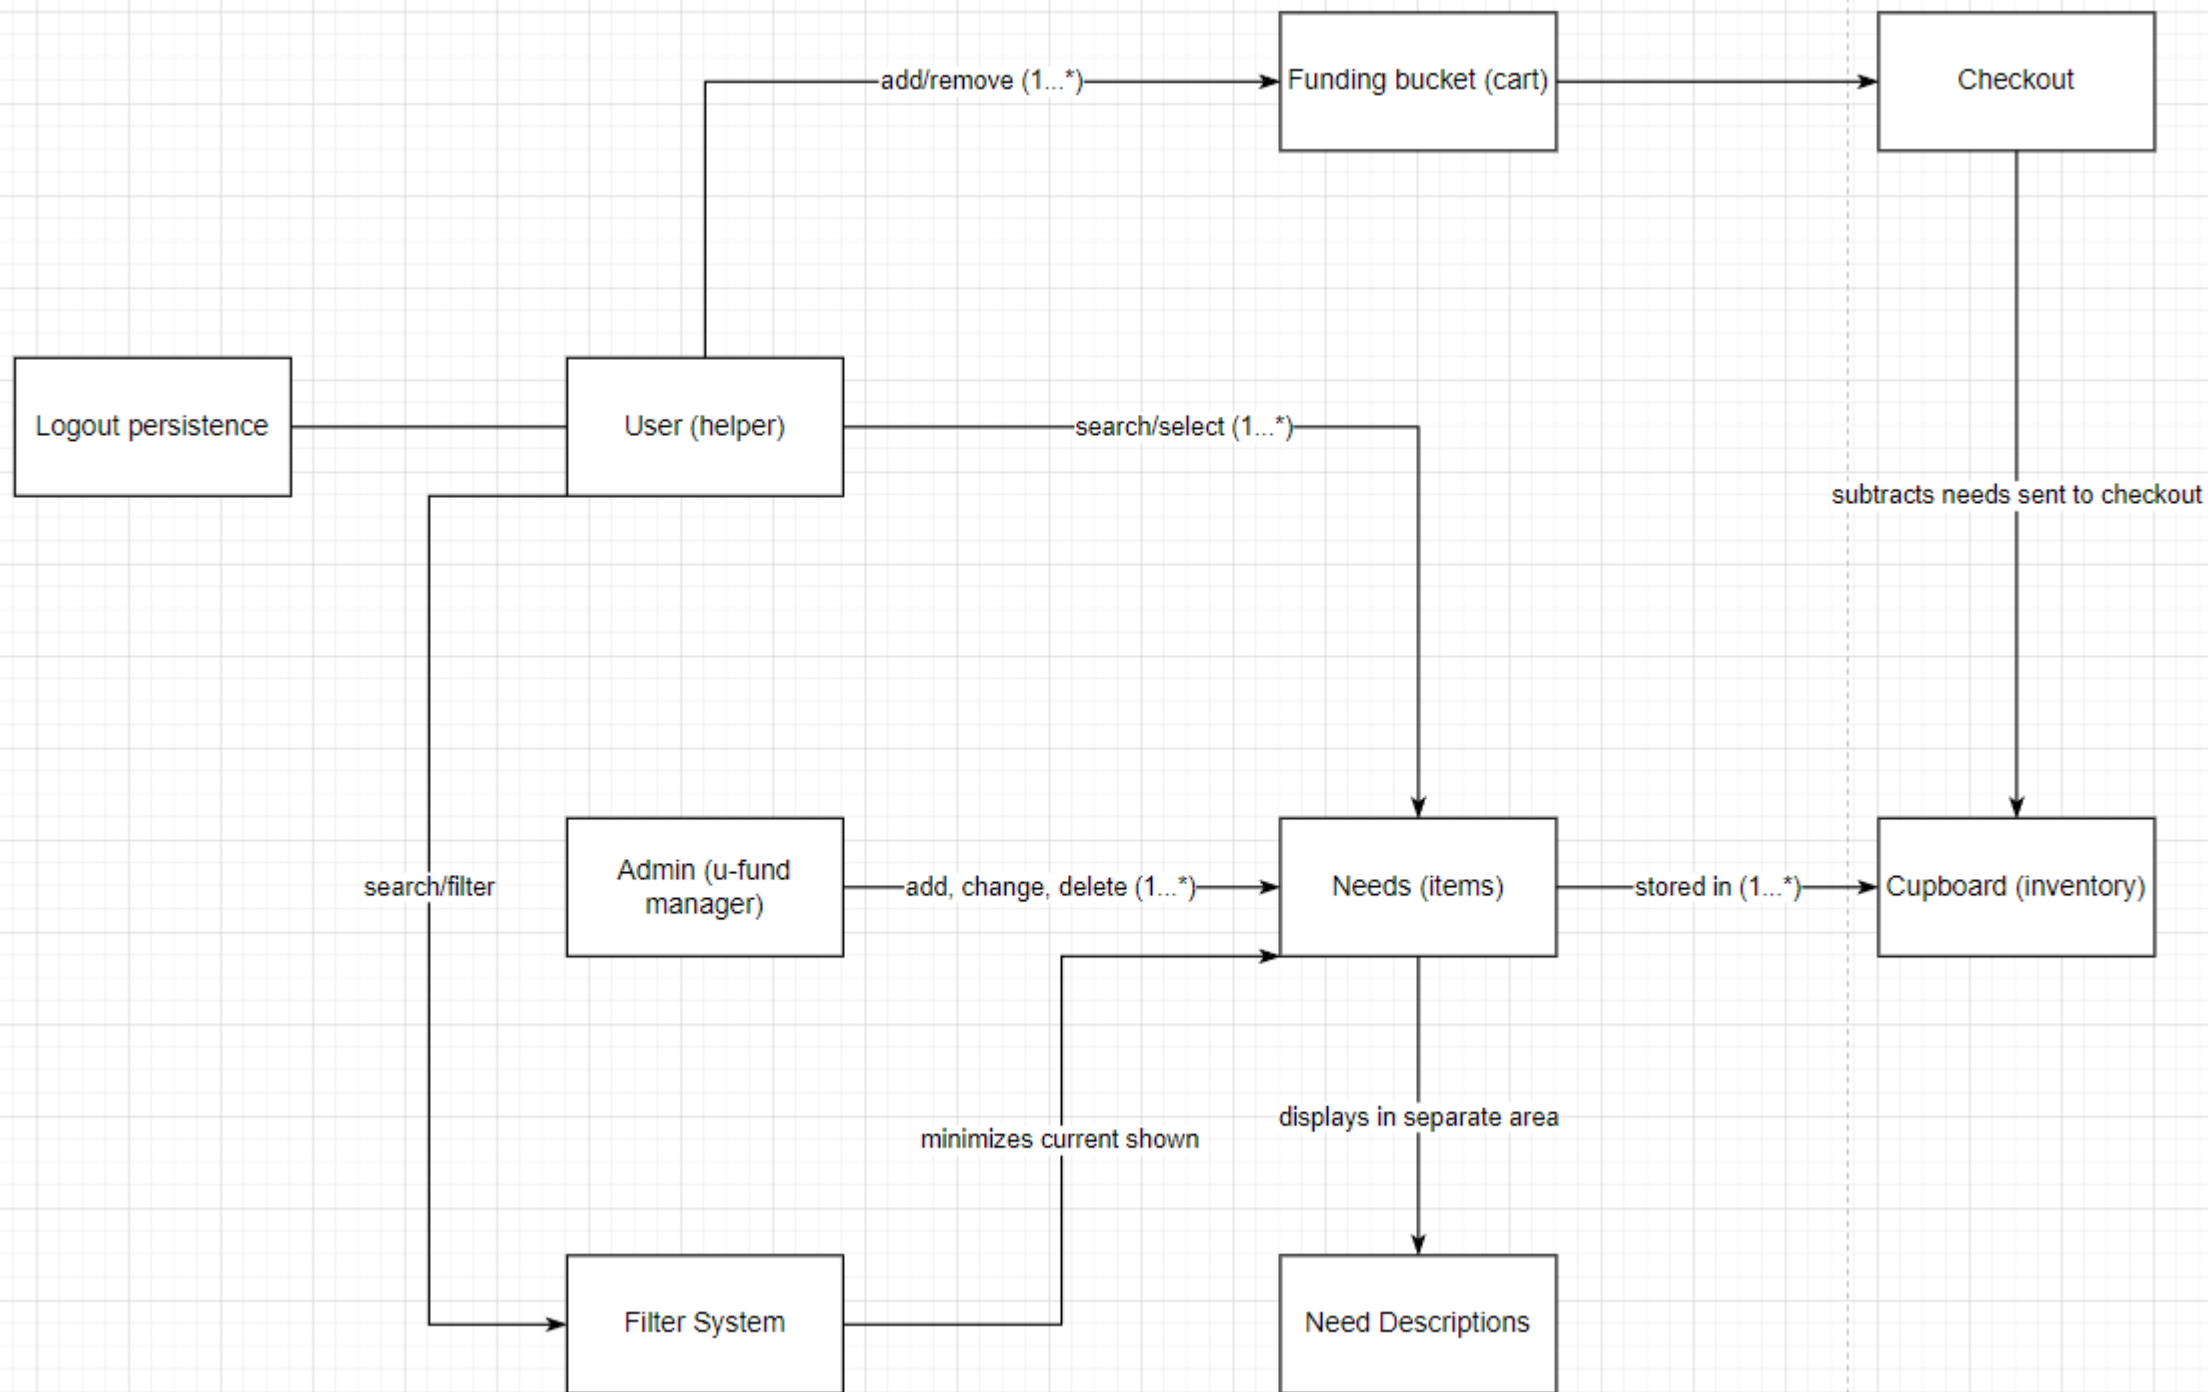 add/remove (1...*)
Funding bucket (cart)
Checkout
Logout persistence
User (helper)
search/select (1...*)
subtracts needs sent to checkout
search/filter
Admin (u-fund
manager)
add, change, delete (1...*)
Needs (items)
stored in (1...*)
Cupboard (inventory)
minimizes current shown
displays in separate area
Filter System
Need Descriptions